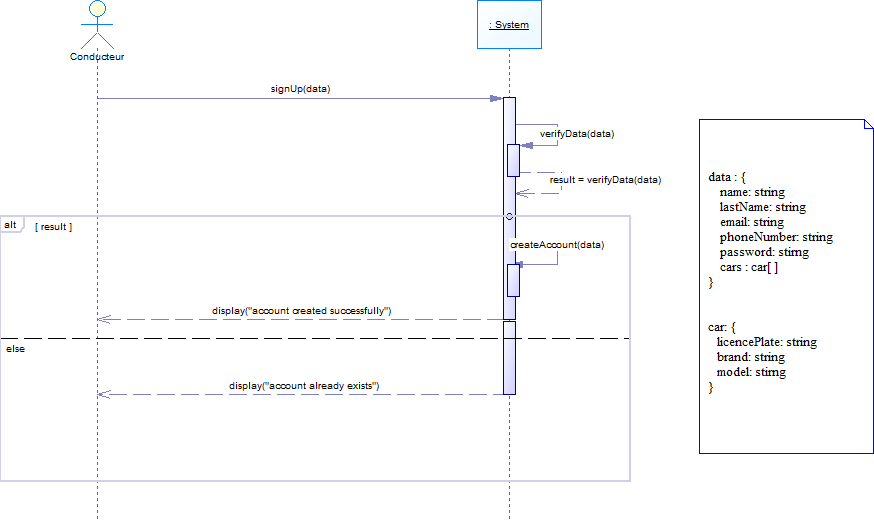 Conducteur
: System
signUp(data)
verifyData(data)
result = verifyData(data)
alt
[ result ]
createAccount(data)
display("account created successfully")
else
display("account already exists")
data : {
name: string
lastName: string
email: string
phoneNumber: string
password: stirng
cars : car[ ]
}
car: {
licencePlate: string
brand: string
model: stirng
}